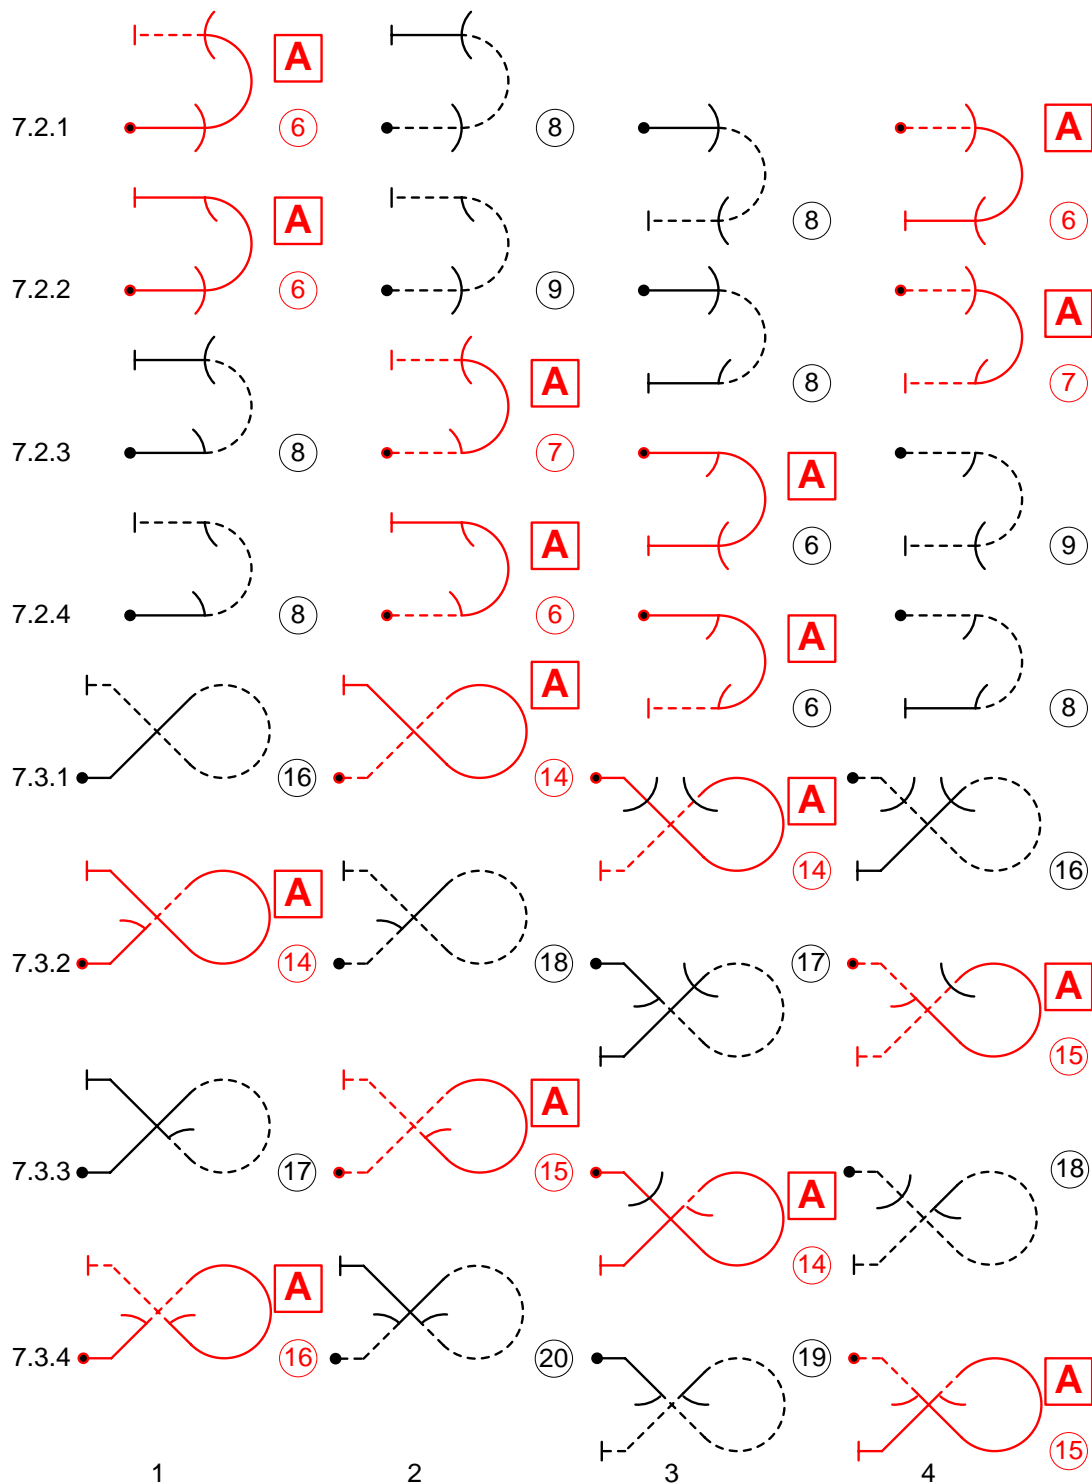 A A
7.2.1 6 8 A
A 8 6
7.2.2 6 9 A
A 8 7
7.2.3 8 7 A
A 6 9
7.2.4 8 6 A
A 6 8
7.3.1 16 14 A
A 14 16
7.3.2 14 18 17 A
A 15
7.3.3 17 15 A 18
A 14
7.3.4 16 20 19 A
15
1 2 3 4